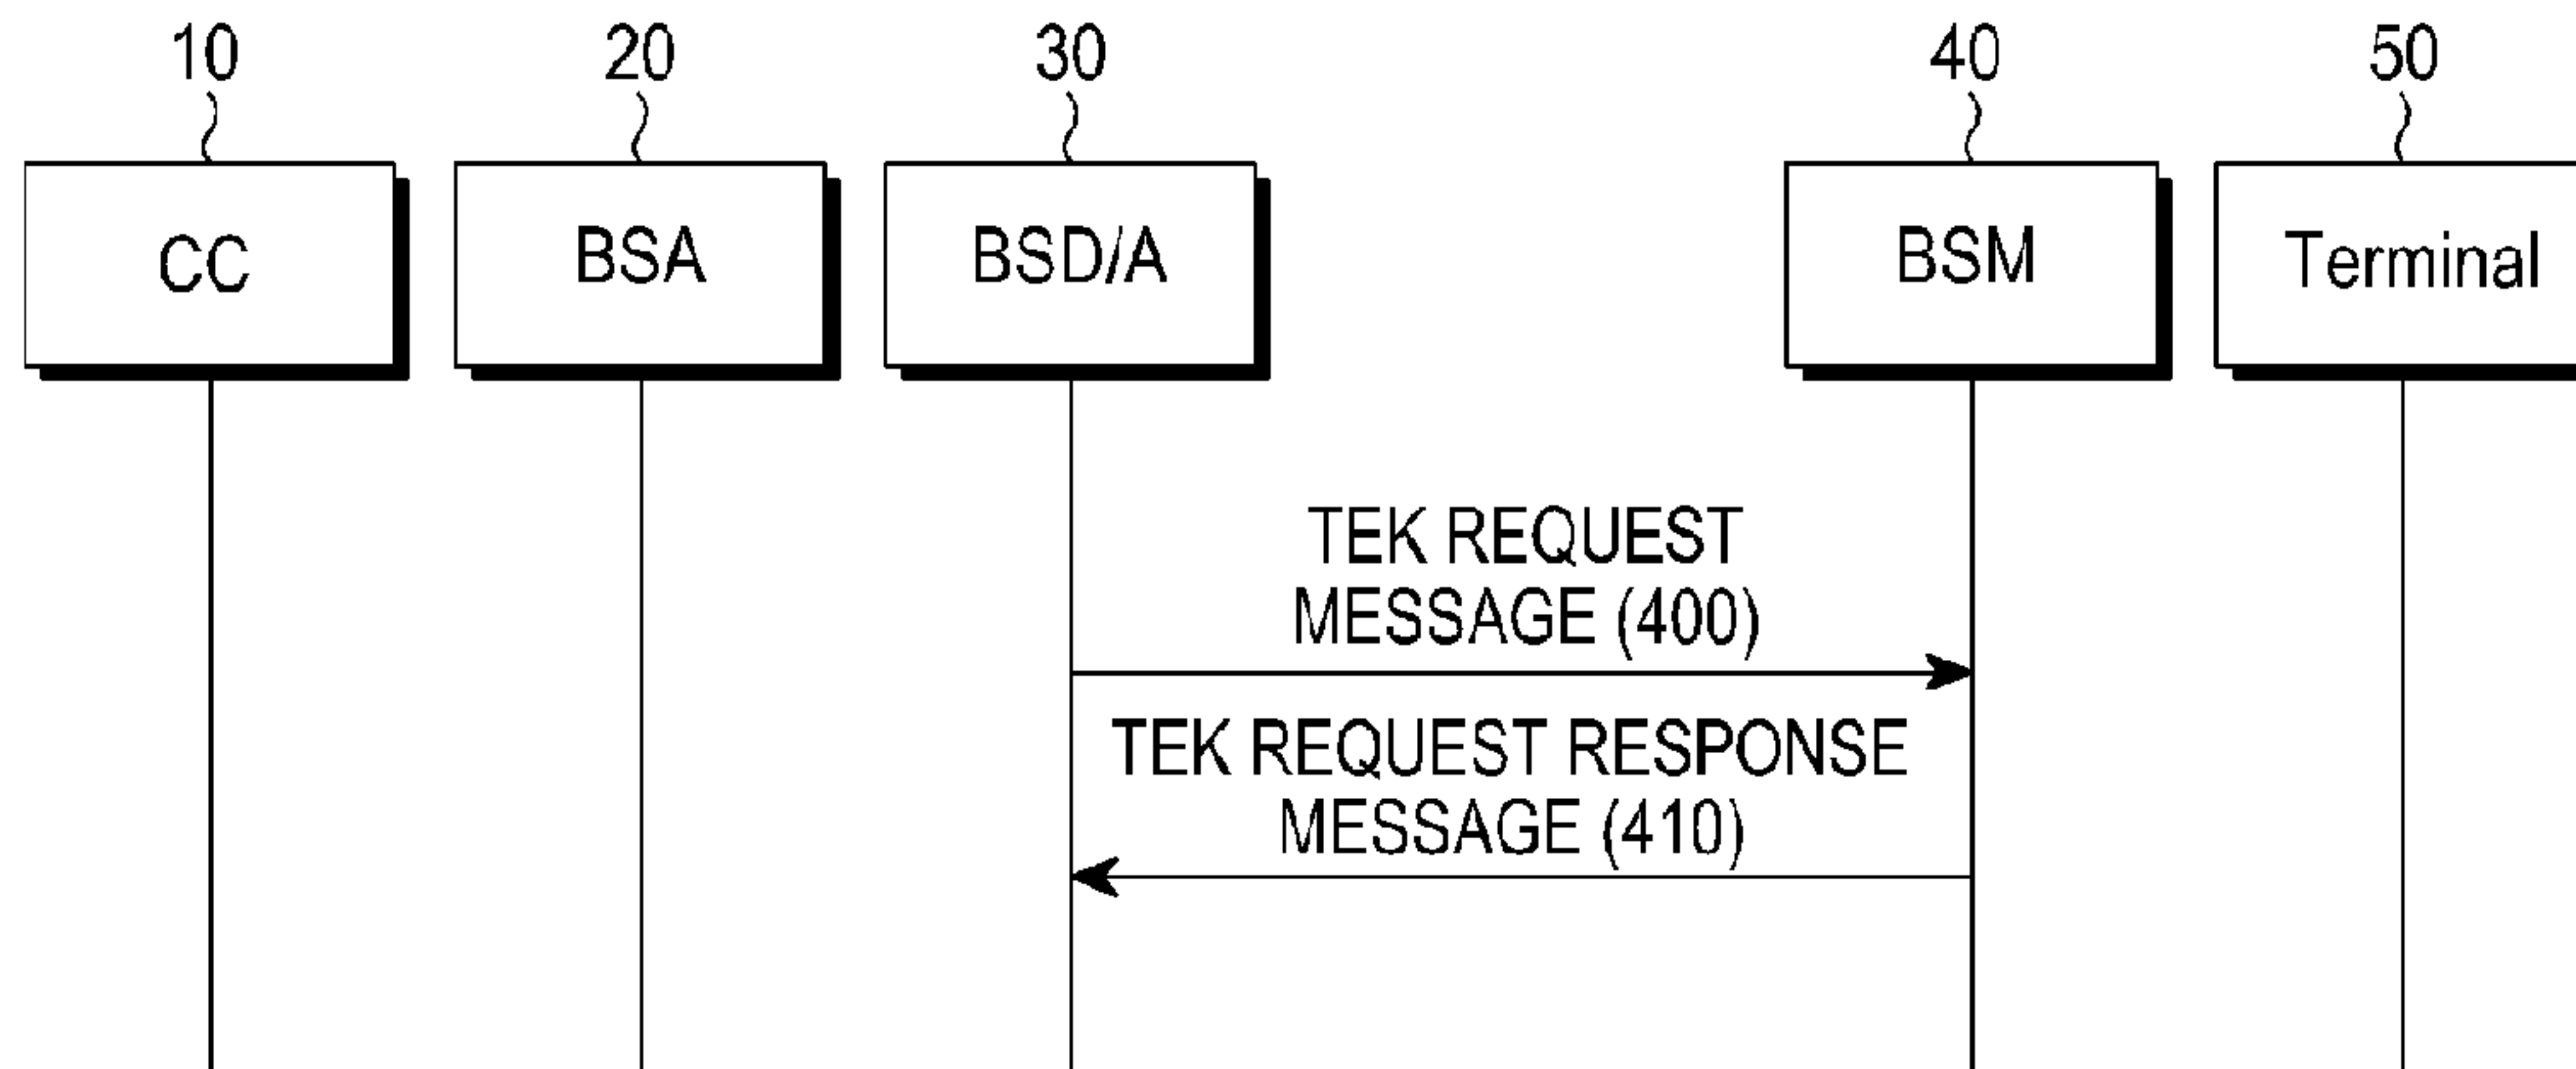 10
20
30
40
50
CC
BSA
BSD/A
BSM
Terminal
TEK REQUEST
MESSAGE (400)
TEK REQUEST RESPONSE
MESSAGE (410)